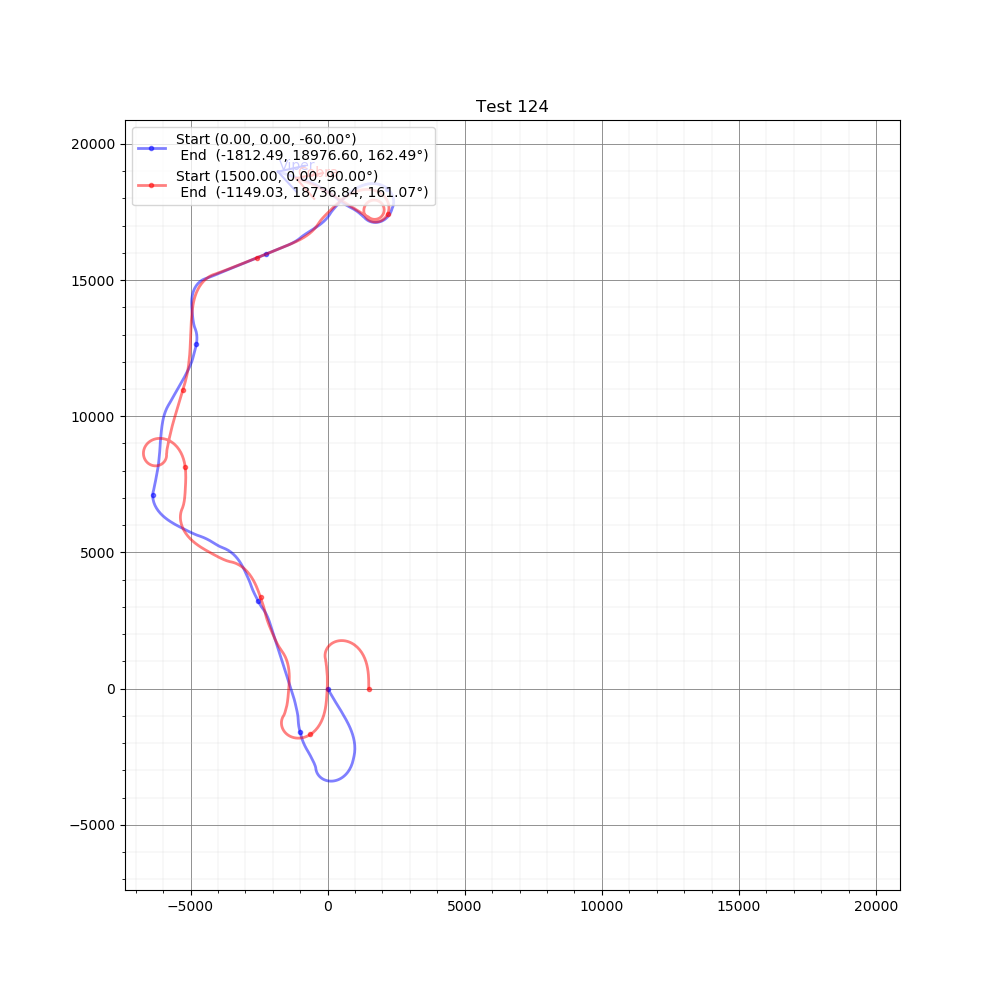 Test 124
Start (0.00, 0.00, -60.00°)
End (-1812.49, 18976.60, 162.49°)
Start (1500.00, 0.00, 90.00°)
End (-1149.03, 18736.84, 161.07°)
Viper
20000
15000
10000
5000
0
−5000
−5000 0 5000 10000 15000 20000